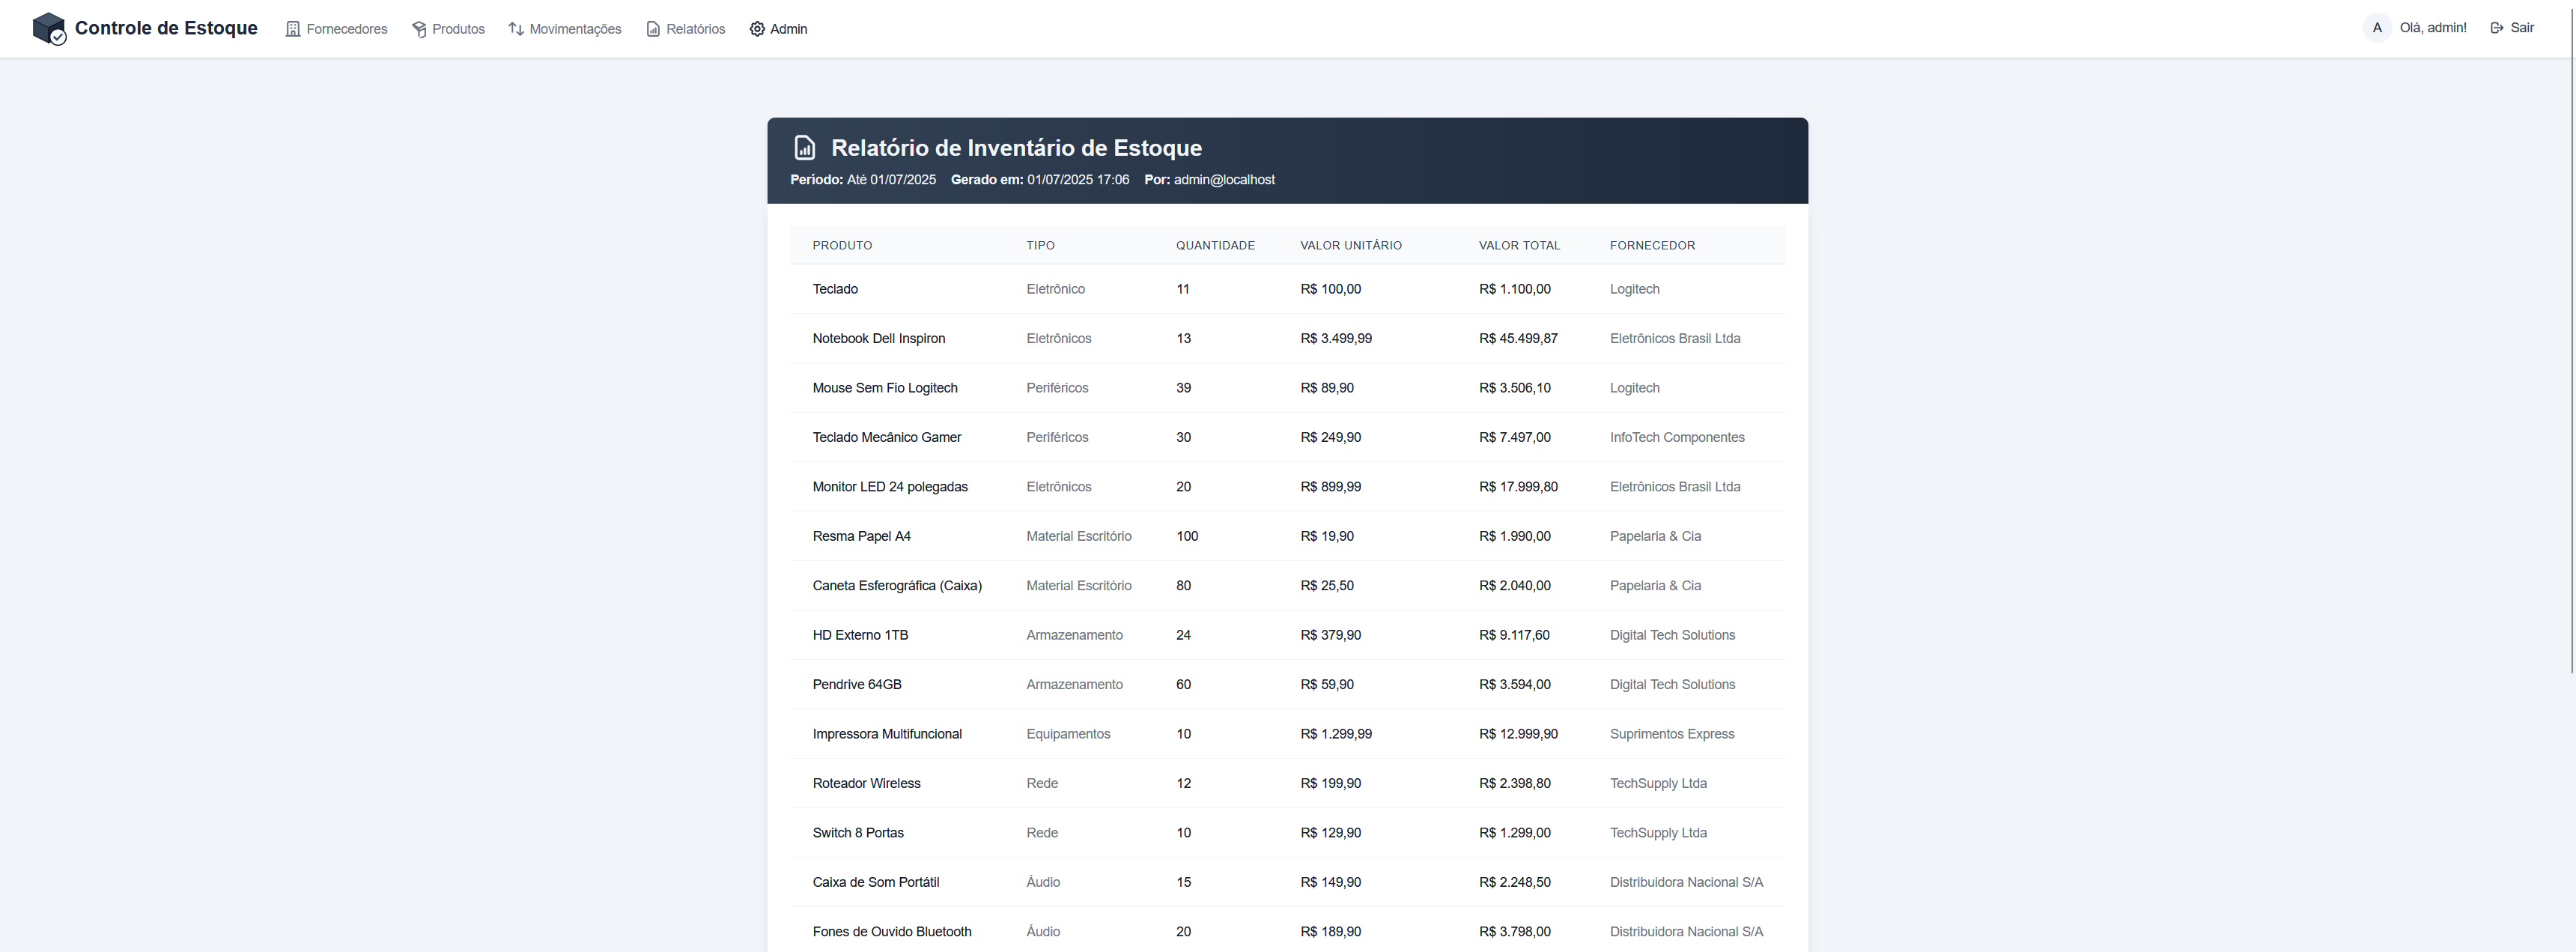 Controle de Estoque Fornecedores Produtos Movimentações Relatórios Admin A Olá, admin! Sair
Relatório de Inventário de Estoque
Período: Até 01/07/2025 Gerado em: 01/07/2025 17:06 Por: admin@localhost
PRODUTO TIPO QUANTIDADE VALOR UNITÁRIO VALOR TOTAL FORNECEDOR
Teclado Eletrônico 11 R$ 100,00 R$ 1.100,00 Logitech
Notebook Dell Inspiron Eletrônicos 13 R$ 3.499,99 R$ 45.499,87 Eletrônicos Brasil Ltda
Mouse Sem Fio Logitech Periféricos 39 R$ 89,90 R$ 3.506,10 Logitech
Teclado Mecânico Gamer Periféricos 30 R$ 249,90 R$ 7.497,00 InfoTech Componentes
Monitor LED 24 polegadas Eletrônicos 20 R$ 899,99 R$ 17.999,80 Eletrônicos Brasil Ltda
Resma Papel A4 Material Escritório 100 R$ 19,90 R$ 1.990,00 Papelaria & Cia
Caneta Esferográfica (Caixa) Material Escritório 80 R$ 25,50 R$ 2.040,00 Papelaria & Cia
HD Externo 1TB Armazenamento 24 R$ 379,90 R$ 9.117,60 Digital Tech Solutions
Pendrive 64GB Armazenamento 60 R$ 59,90 R$ 3.594,00 Digital Tech Solutions
Impressora Multifuncional Equipamentos 10 R$ 1.299,99 R$ 12.999,90 Suprimentos Express
Roteador Wireless Rede 12 R$ 199,90 R$ 2.398,80 TechSupply Ltda
Switch 8 Portas Rede 10 R$ 129,90 R$ 1.299,00 TechSupply Ltda
Caixa de Som Portátil Áudio 15 R$ 149,90 R$ 2.248,50 Distribuidora Nacional S/A
Fones de Ouvido Bluetooth Áudio 20 R$ 189,90 R$ 3.798,00 Distribuidora Nacional S/A